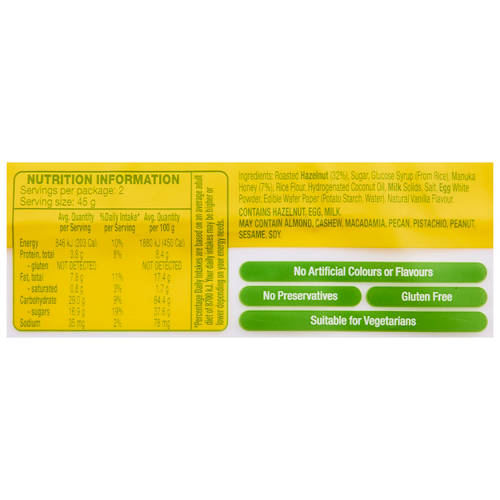 NUTRITION INFORMATION
Servings per package: 2
Serving size: 45 g
Avg. Quantity per Serving %Daily Intake* per Serving Avg. Quantity per 100 g
Energy 846 kJ (203 Cal) 10% 1880 kJ (450 Cal)
Protein, total 3.8 g 8% 8.4 g
- gluten NOT DETECTED NOT DETECTED
Fat, total 7.8 g 11% 17.4 g
- saturated 0.8 g 3% 1.7 g
Carbohydrate 29.0 g 9% 64.4 g
- sugars 16.9 g 19% 37.6 g
Sodium 35 mg 2% 78 mg
*Percentage Daily Intakes are based on an average adult
diet of 8700 kJ. Your daily intakes may be higher or
lower depending on your energy needs.
Ingredients: Roasted Hazelnut (32%), Sugar, Glucose Syrup (From Rice), Manuka
Honey (7%), Rice Flour, Hydrogenated Coconut Oil, Milk Solids, Salt, Egg White
Powder, Edible Wafer Paper (Potato Starch, Water), Natural Vanilla Flavour.
CONTAINS HAZELNUT, EGG, MILK.
MAY CONTAIN ALMOND, CASHEW, MACADAMIA, PECAN, PISTACHIO, PEANUT,
SESAME, SOY.
No Artificial Colours or Flavours
No Preservatives
Gluten Free
Suitable for Vegetarians